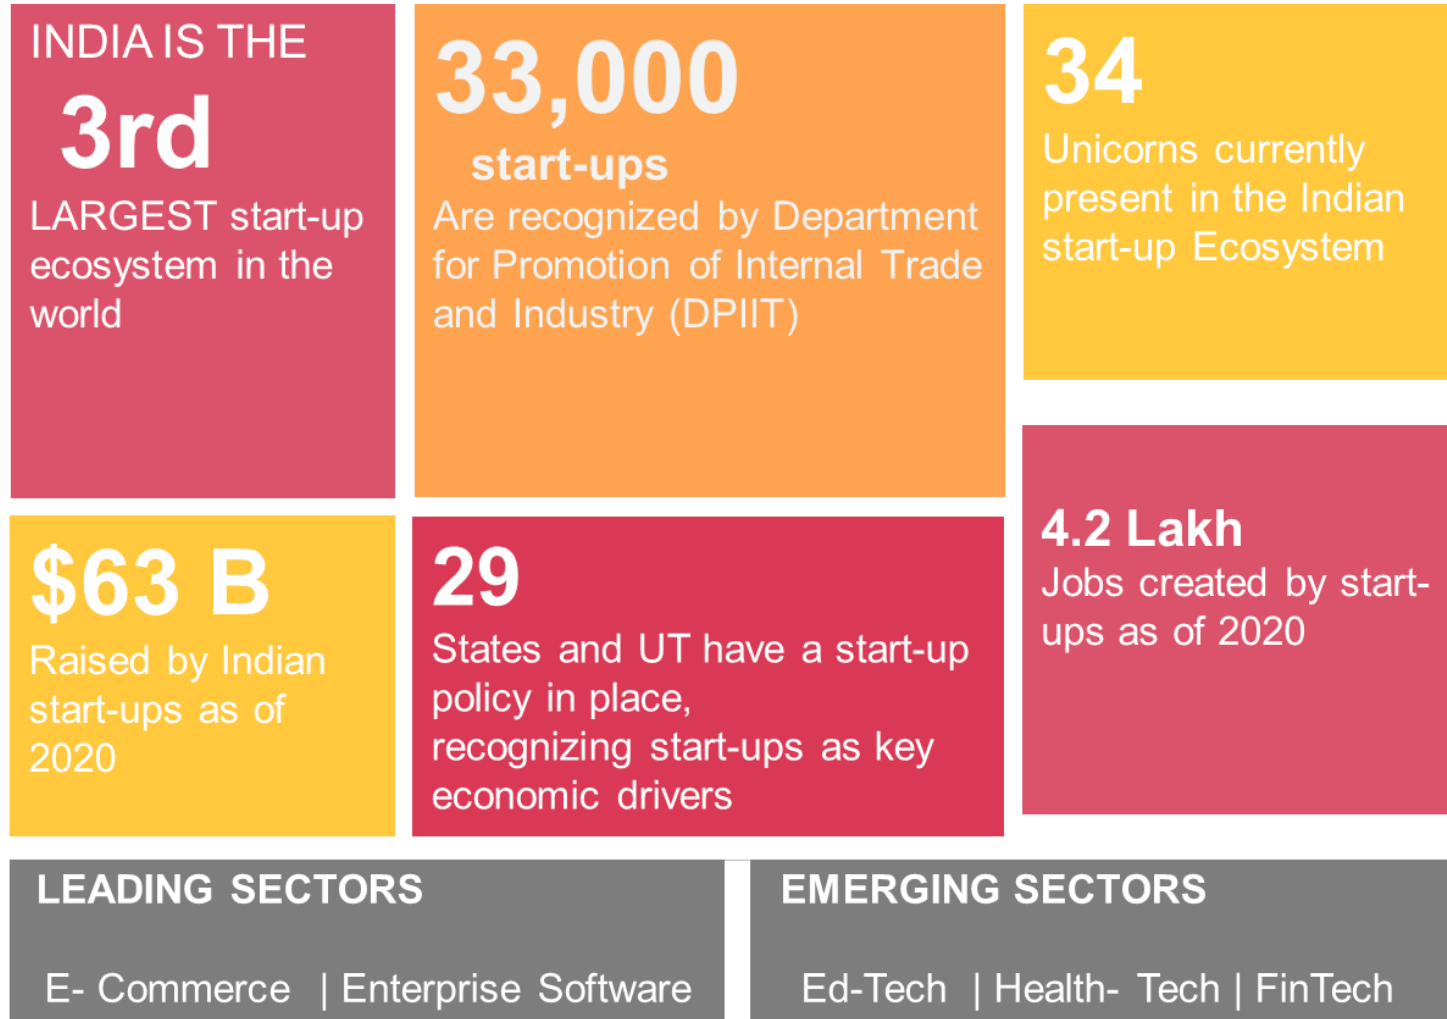 INDIA IS THE
3rd
LARGEST start-up
ecosystem in the
world
33,000
start-ups
Are recognized by Department
for Promotion of Internal Trade
and Industry (DPIIT)
34
Unicorns currently
present in the Indian
start-up Ecosystem
$63 B
Raised by Indian
start-ups as of
2020
29
States and UT have a start-up
policy in place,
recognizing start-ups as key
economic drivers
4.2 Lakh
Jobs created by start-
ups as of 2020
LEADING SECTORS
E- Commerce | Enterprise Software
EMERGING SECTORS
Ed-Tech | Health- Tech | FinTech